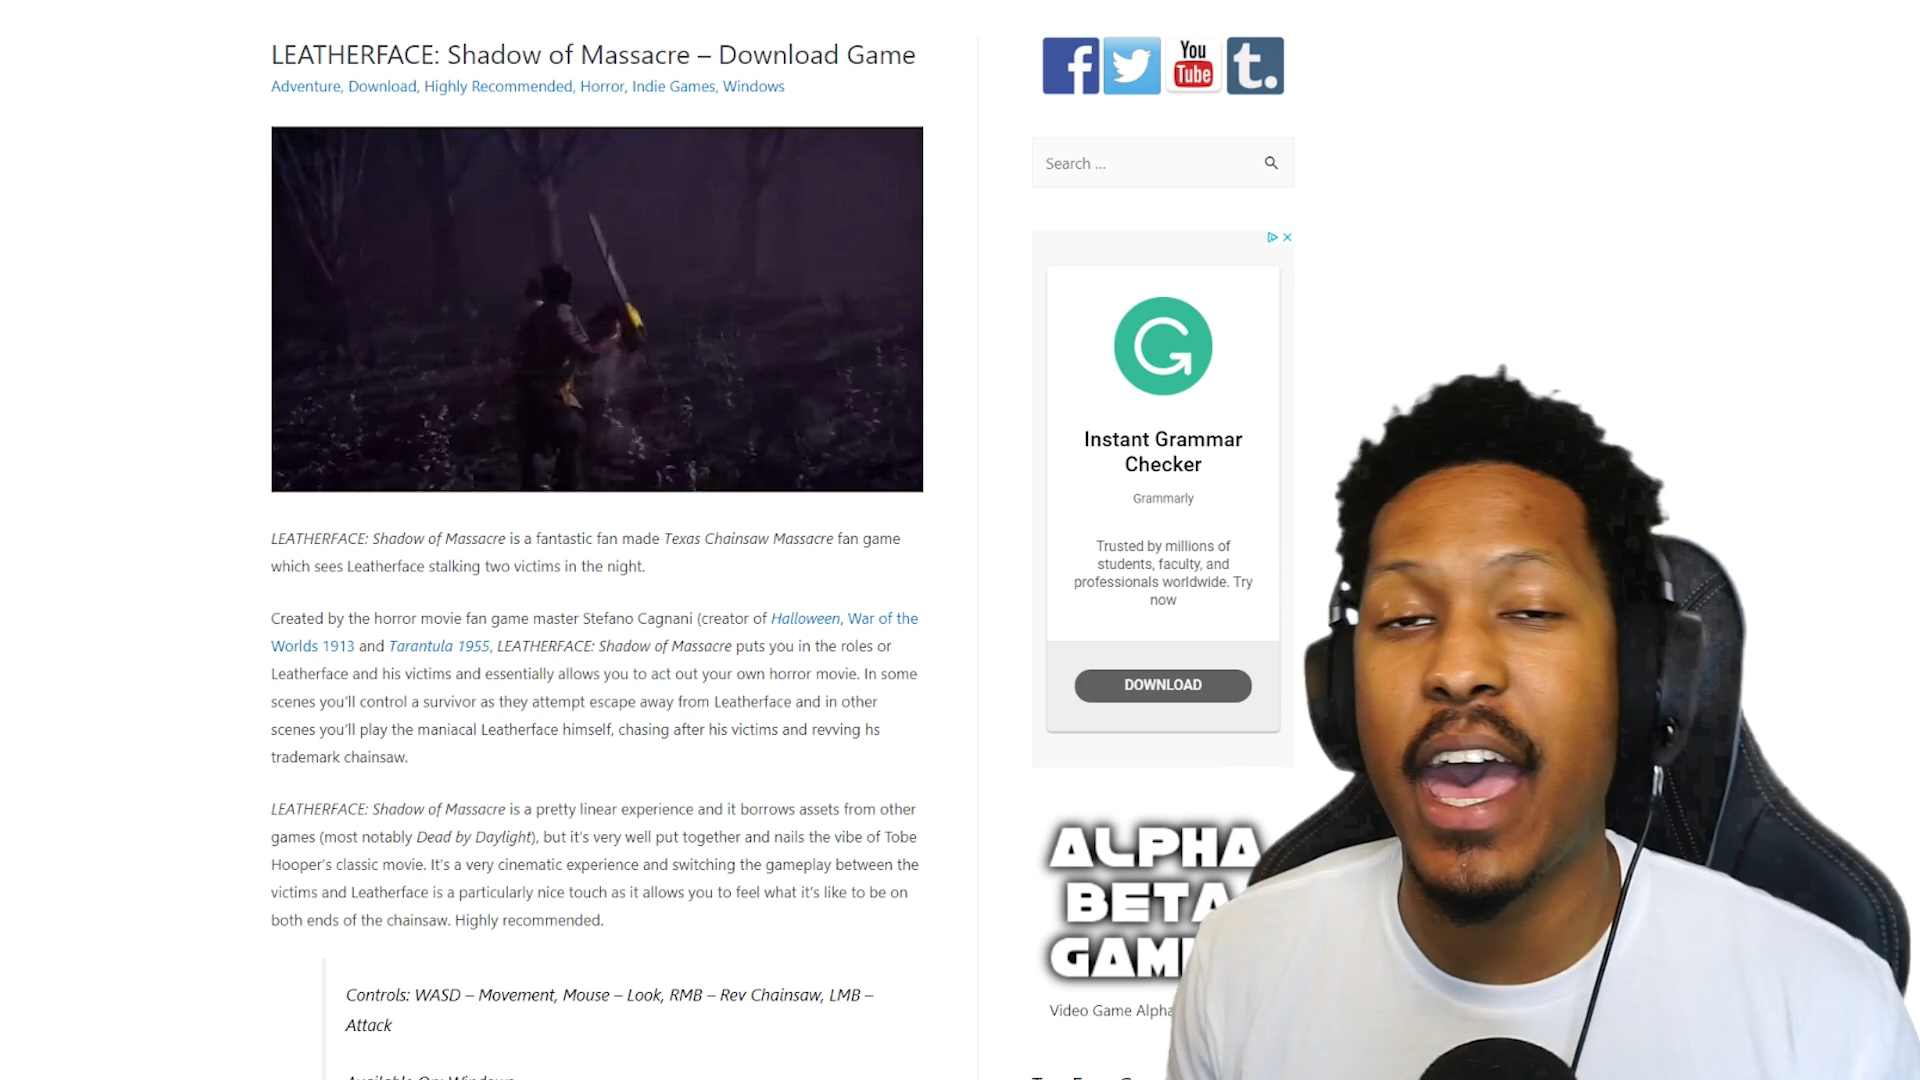 LEATHERFACE: Shadow of Massacre – Download Game
Adventure, Download, Highly Recommended, Horror, Indie Games, Windows
LEATHERFACE: Shadow of Massacre is a fantastic fan made Texas Chainsaw Massacre fan game
which sees Leatherface stalking two victims in the night.
Created by the horror movie fan game master Stefano Cagnani (creator of Halloween, War of the
Worlds 1913 and Tarantula 1955, LEATHERFACE: Shadow of Massacre puts you in the roles or
Leatherface and his victims and essentially allows you to act out your own horror movie. In some
scenes you'll control a survivor as they attempt escape away from Leatherface and in other
scenes you'll play the maniacal Leatherface himself, chasing after his victims and revving hs
trademark chainsaw.
LEATHERFACE: Shadow of Massacre is a pretty linear experience and it borrows assets from other
games (most notably Dead by Daylight), but it's very well put together and nails the vibe of Tobe
Hooper's classic movie. It's a very cinematic experience and switching the gameplay between the
victims and Leatherface is a particularly nice touch as it allows you to feel what it's like to be on
both ends of the chainsaw. Highly recommended.
Controls: WASD – Movement, Mouse – Look, RMB – Rev Chainsaw, LMB –
Attack
f
You
Tube
t.
Search ...
G
Instant Grammar
Checker
Grammarly
Trusted by millions of
students, faculty, and
professionals worldwide. Try
now
DOWNLOAD
ALPHA
BETA
GAM
Video Game Alpha